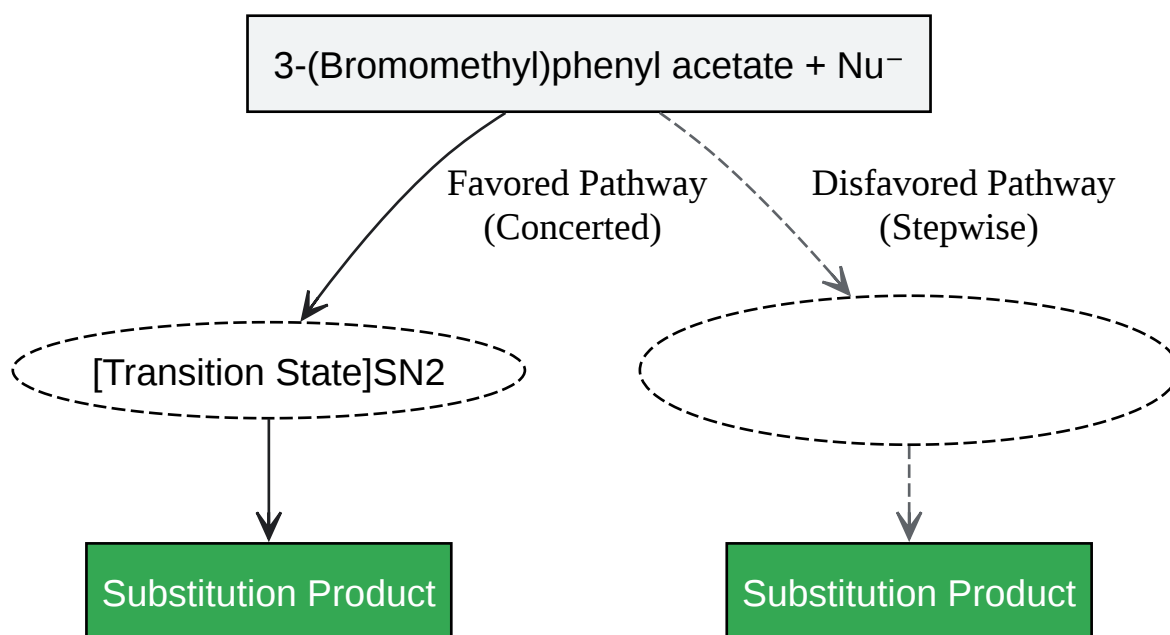 3-(Bromomethyl)phenyl acetate + Nu⁻
Favored Pathway
(Concerted)
Disfavored Pathway
(Stepwise)
[Transition State]SN2
Substitution Product
Substitution Product